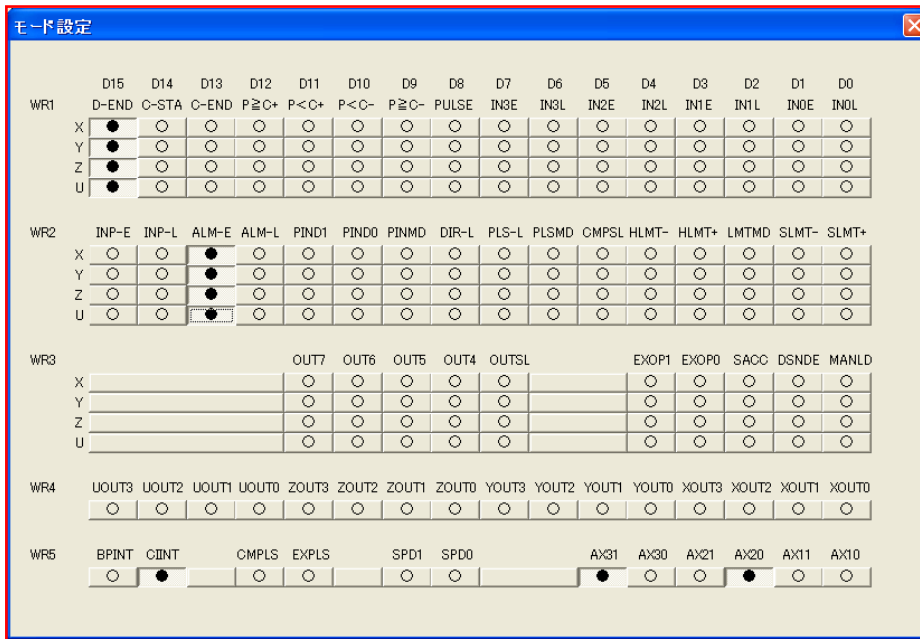 モード設定
D15 D14 D13 D12 D11 D10 D9 D8 D7 D6 D5 D4 D3 D2 D1 D0
WR1 D-END C-STA C-END P≧C+ P<C+ P<C- P≧C- PULSE IN3E IN3L IN2E IN2L IN1E IN1L IN0E IN0L
X
Y
Z
U
WR2 INP-E INP-L ALM-E ALM-L PIND1 PIND0 PINMD DIR-L PLS-L PLSMD CMPSL HLMT- HLMT+ LMTMD SLMT- SLMT+
X
Y
Z
U
WR3 OUT7 OUT6 OUT5 OUT4 OUTSL EXOP1 EXOP0 SACC DSNDE MANLD
X
Y
Z
U
WR4 UOUT3 UOUT2 UOUT1 UOUT0 ZOUT3 ZOUT2 ZOUT1 ZOUT0 YOUT3 YOUT2 YOUT1 YOUT0 XOUT3 XOUT2 XOUT1 XOUT0
WR5 BPINT CIINT CMPLS EXPLS SPD1 SPD0 AX31 AX30 AX21 AX20 AX11 AX10